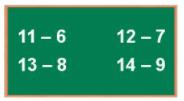 11 – 6 12 – 7
13 – 8 14 – 9